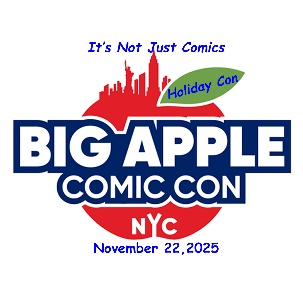 It's Not Just Comics
Holiday Con
BIG APPLE
COMIC CON
NYC
November 22,2025